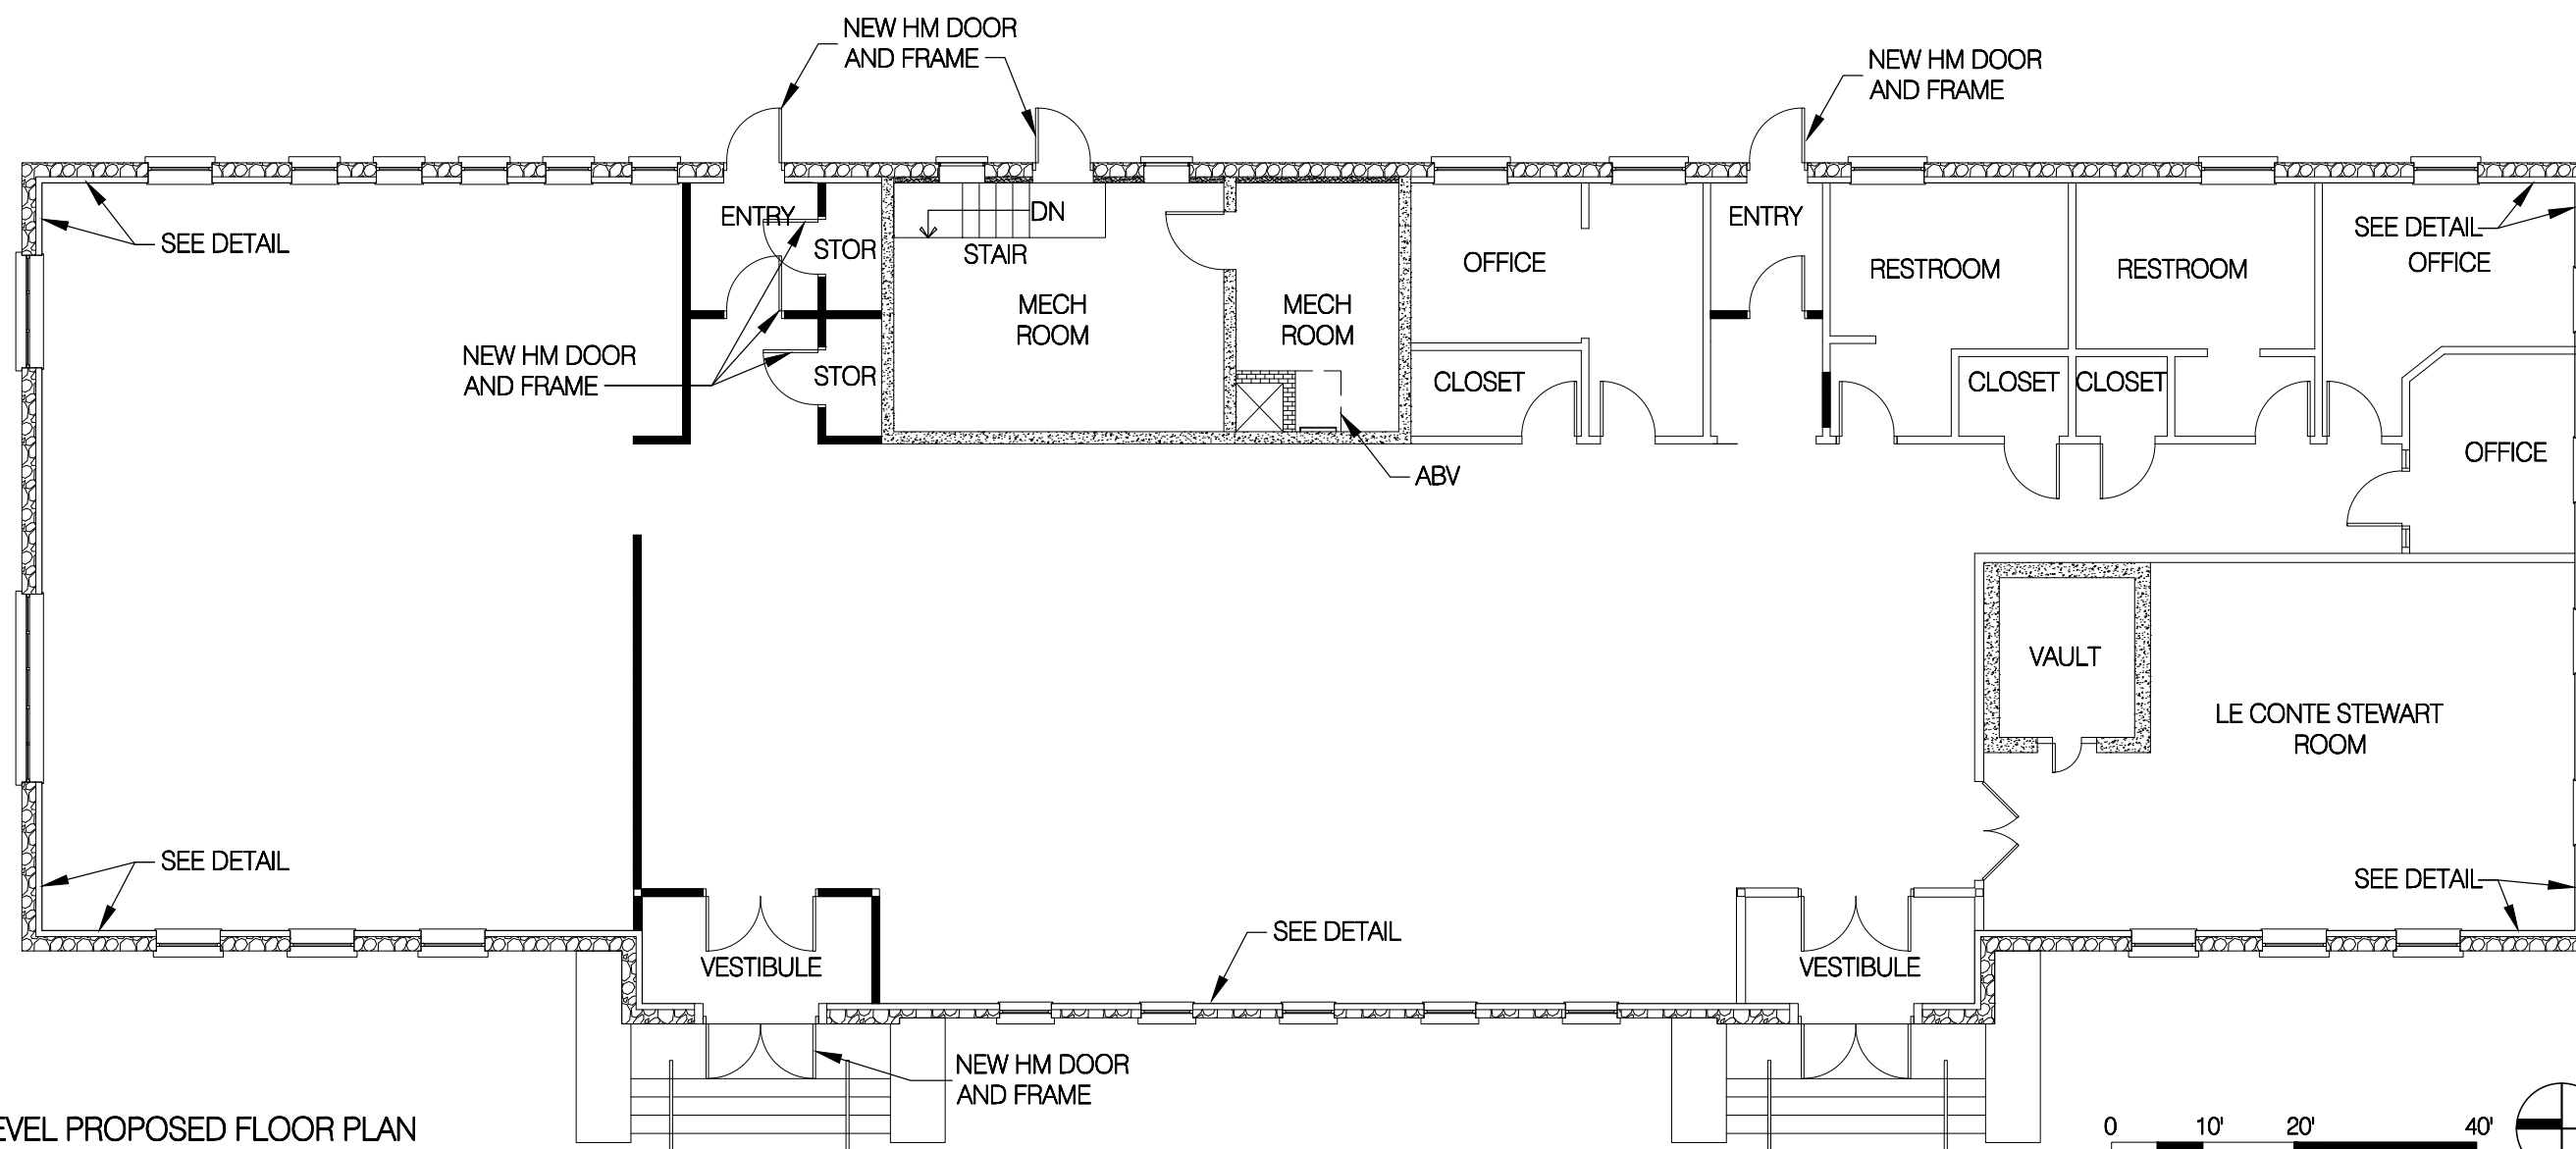 NEW HM DOOR
AND FRAME
NEW HM DOOR
AND FRAME
ENTRY
STOR
DN
STAIR
SEE DETAIL
MECH
ROOM
MECH
ROOM
OFFICE
ENTRY
RESTROOM
RESTROOM
SEE DETAIL
OFFICE
NEW HM DOOR
AND FRAME
STOR
CLOSET
CLOSET
CLOSET
OFFICE
ABV
VAULT
LE CONTE STEWART
ROOM
SEE DETAIL
SEE DETAIL
SEE DETAIL
VESTIBULE
VESTIBULE
NEW HM DOOR
AND FRAME
EVEL PROPOSED FLOOR PLAN
0 10' 20' 40'